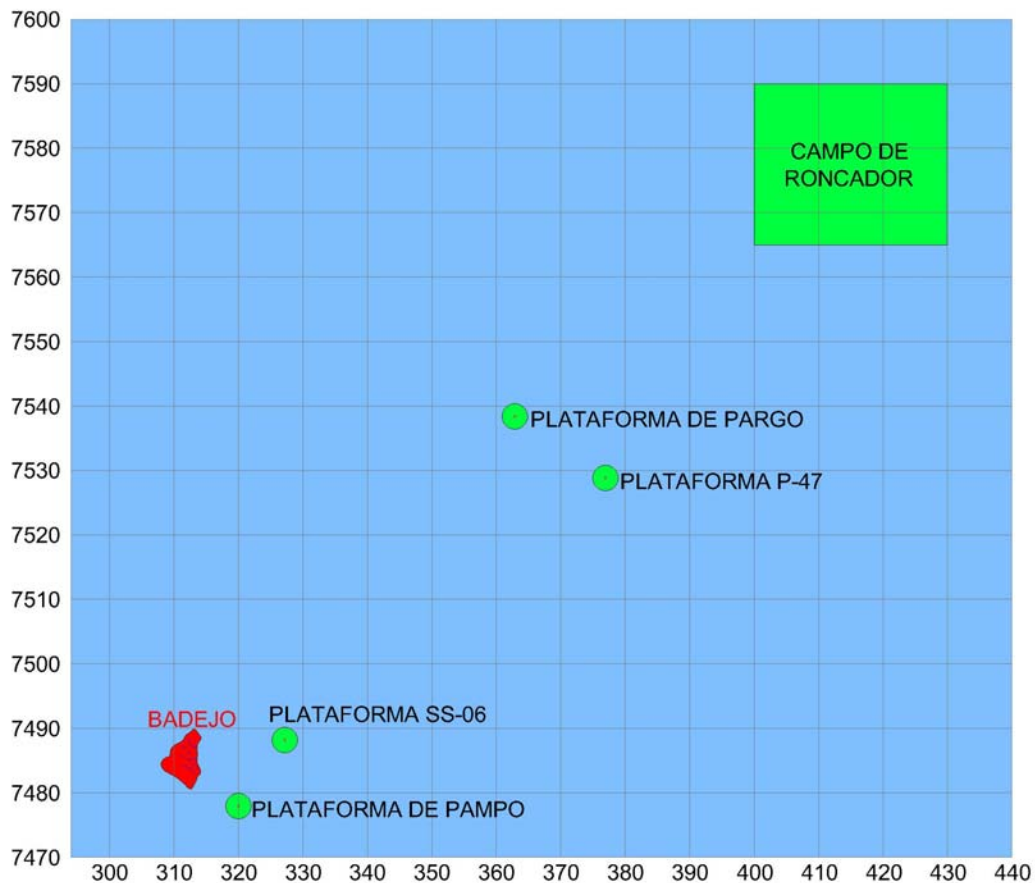 7600
7590
7580
7570
7560
7550
7540
7530
7520
7510
7500
7490
7480
7470
CAMPO DE
RONCADOR
PLATAFORMA DE PARGO
PLATAFORMA P-47
PLATAFORMA SS-06
BADEJO
PLATAFORMA DE PAMPO
300 310 320 330 340 350 360 370 380 390 400 410 420 430 440